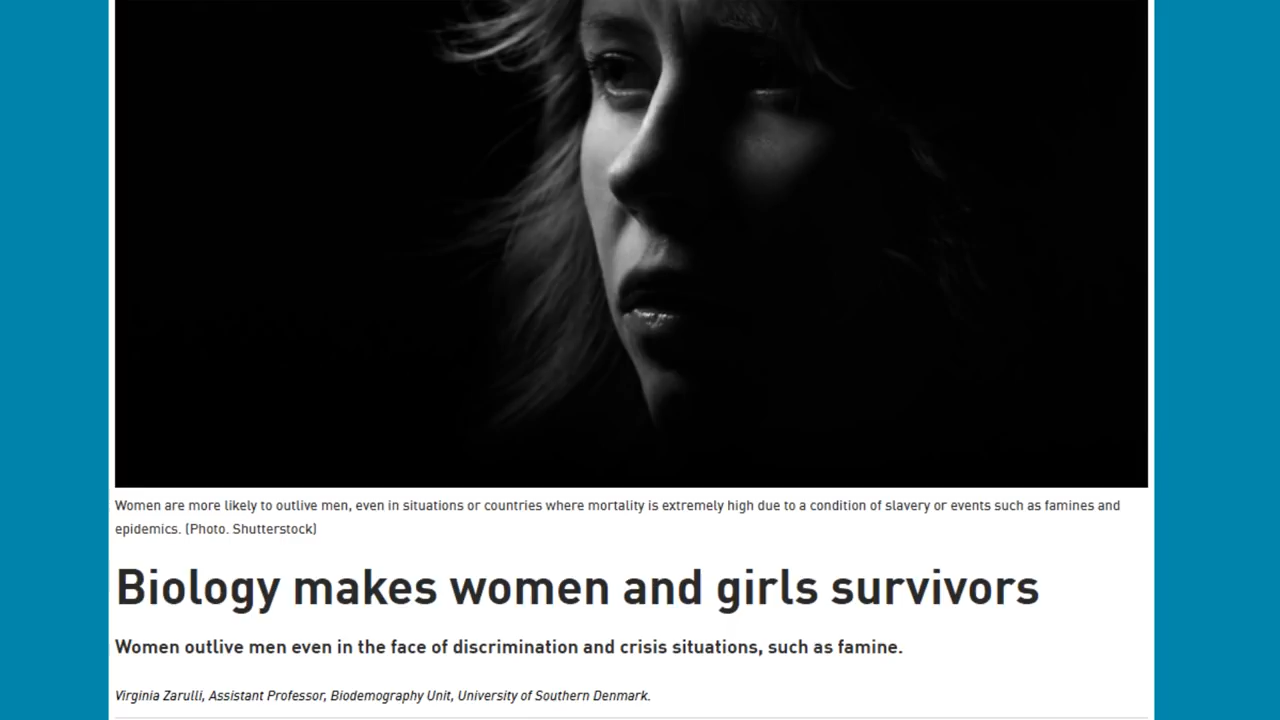 Women are more likely to outlive men, even in situations or countries where mortality is extremely high due to a condition of slavery or events such as famines and
epidemics. (Photo. Shutterstock)
Biology makes women and girls survivors
Women outlive men even in the face of discrimination and crisis situations, such as famine.
Virginia Zarulli, Assistant Professor, Biodemography Unit, University of Southern Denmark.